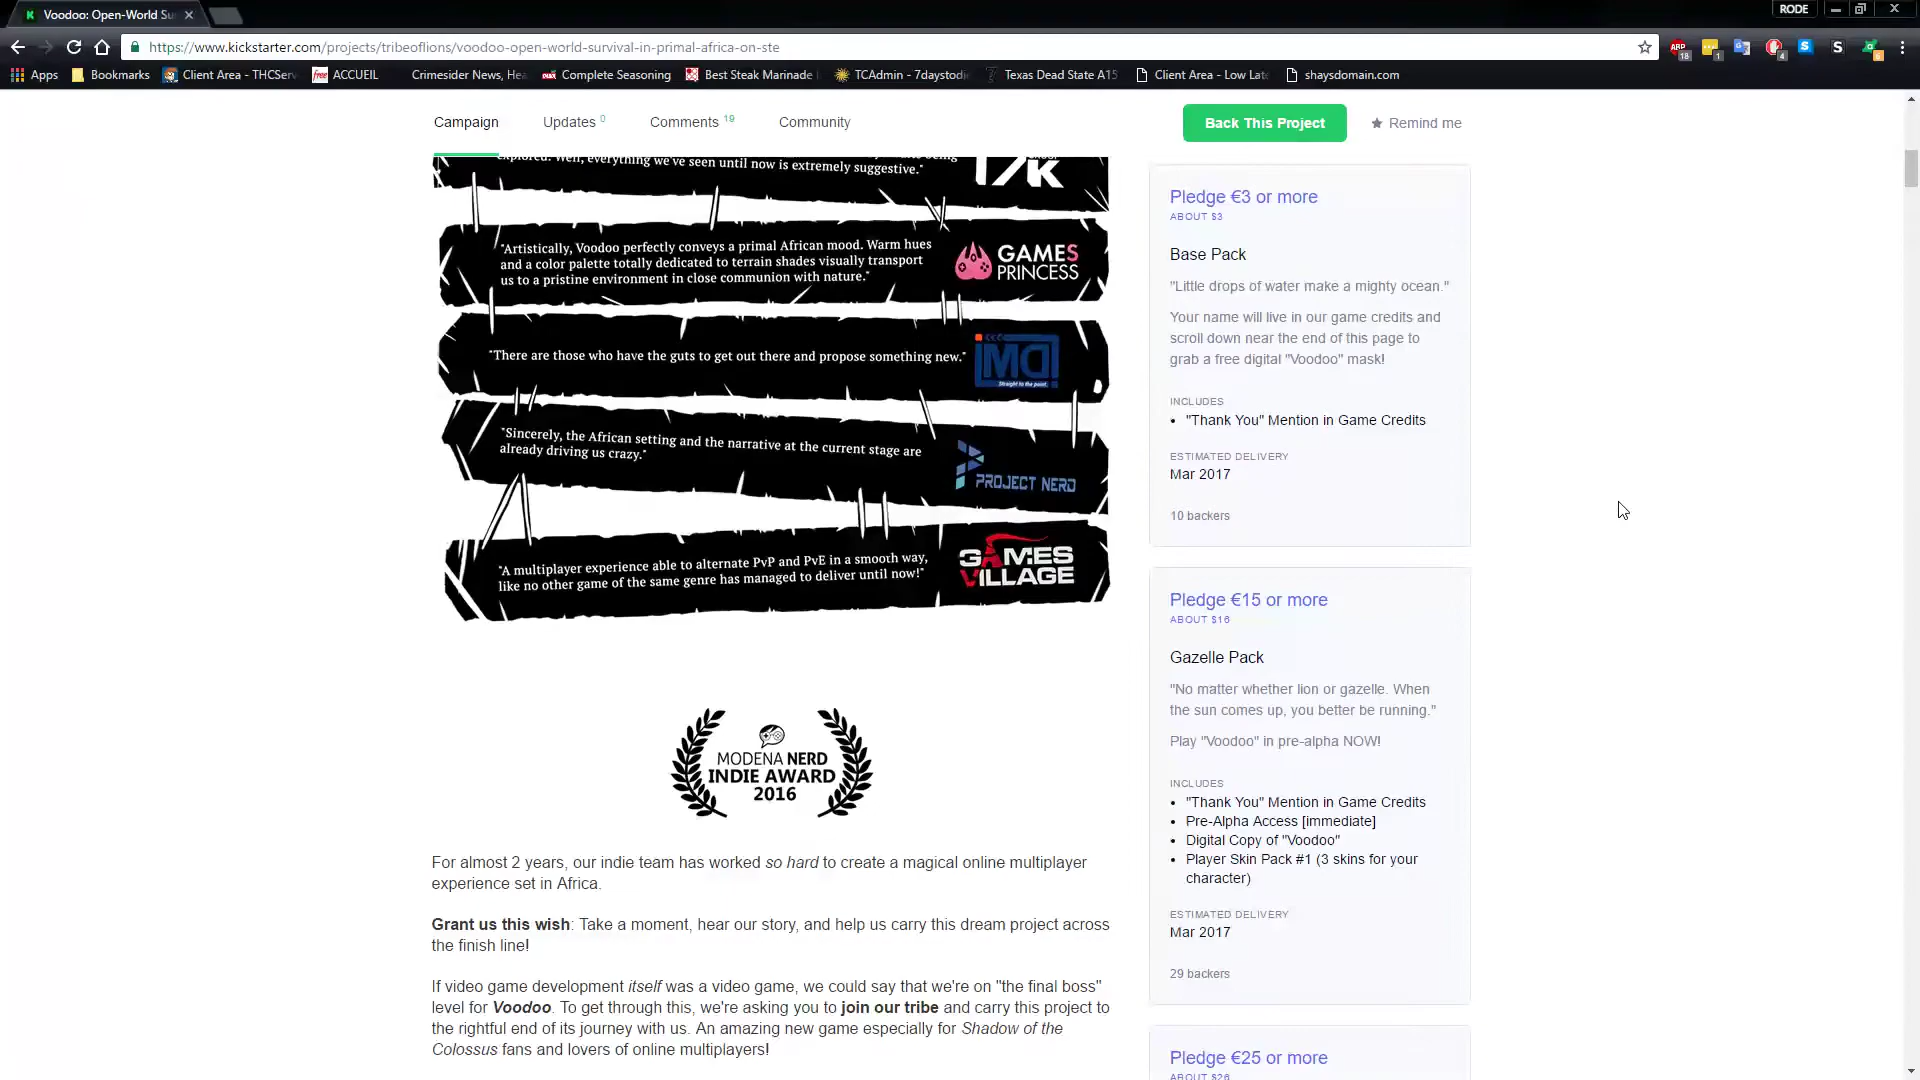 Voodoo: Open-World Su
RODE
https://www.kickstarter.com/projects/tribeoflions/voodoo-open-world-survival-in-primal-africa-on-ste
Apps
Bookmarks
Client Area - THCServ
free ACCUEIL
Crimesider News, Hea
Complete Seasoning
Best Steak Marinade
TCAdmin - 7daystodie
Texas Dead State A15
Client Area - Low Late
shaysdomain.com
Campaign
Updates 0
Comments 19
Community
Back This Project
Remind me
explored. Well, everything we've seen until now is extremely suggestive."
"Artistically, Voodoo perfectly conveys a primal African mood. Warm hues
and a color palette totally dedicated to terrain shades visually transport
us to a pristine environment in close communion with nature."
GAMES
PRINCESS
"There are those who have the guts to get out there and propose something new."
Straight to the point
"Sincerely, the African setting and the narrative at the current stage are
already driving us crazy."
PROJECT NERD
"A multiplayer experience able to alternate PvP and PvE in a smooth way,
like no other game of the same genre has managed to deliver until now!"
GAMES
VILLAGE
MODENA NERD
INDIE AWARD
2016
For almost 2 years, our indie team has worked so hard to create a magical online multiplayer
experience set in Africa.
Grant us this wish: Take a moment, hear our story, and help us carry this dream project across
the finish line!
If video game development itself was a video game, we could say that we're on "the final boss"
level for Voodoo. To get through this, we're asking you to join our tribe and carry this project to
the rightful end of its journey with us. An amazing new game especially for Shadow of the
Colossus fans and lovers of online multiplayers!
Pledge €3 or more
ABOUT $3
Base Pack
"Little drops of water make a mighty ocean."
Your name will live in our game credits and
scroll down near the end of this page to
grab a free digital "Voodoo" mask!
INCLUDES
• "Thank You" Mention in Game Credits
ESTIMATED DELIVERY
Mar 2017
10 backers
Pledge €15 or more
ABOUT $16
Gazelle Pack
"No matter whether lion or gazelle. When
the sun comes up, you better be running."
Play "Voodoo" in pre-alpha NOW!
INCLUDES
• "Thank You" Mention in Game Credits
• Pre-Alpha Access [immediate]
• Digital Copy of "Voodoo"
• Player Skin Pack #1 (3 skins for your
character)
ESTIMATED DELIVERY
Mar 2017
29 backers
Pledge €25 or more
ABOUT $26